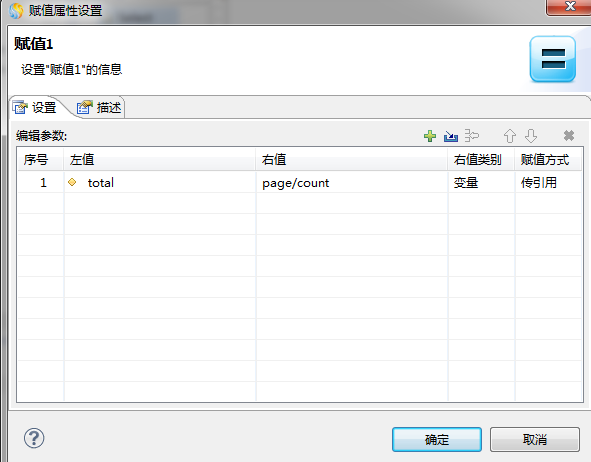 赋值属性设置
赋值1
设置"赋值1"的信息
设置 描述
编辑参数:
序号 左值 右值 右值类别 赋值方式
1 total page/count 变量 传引用
确定 取消